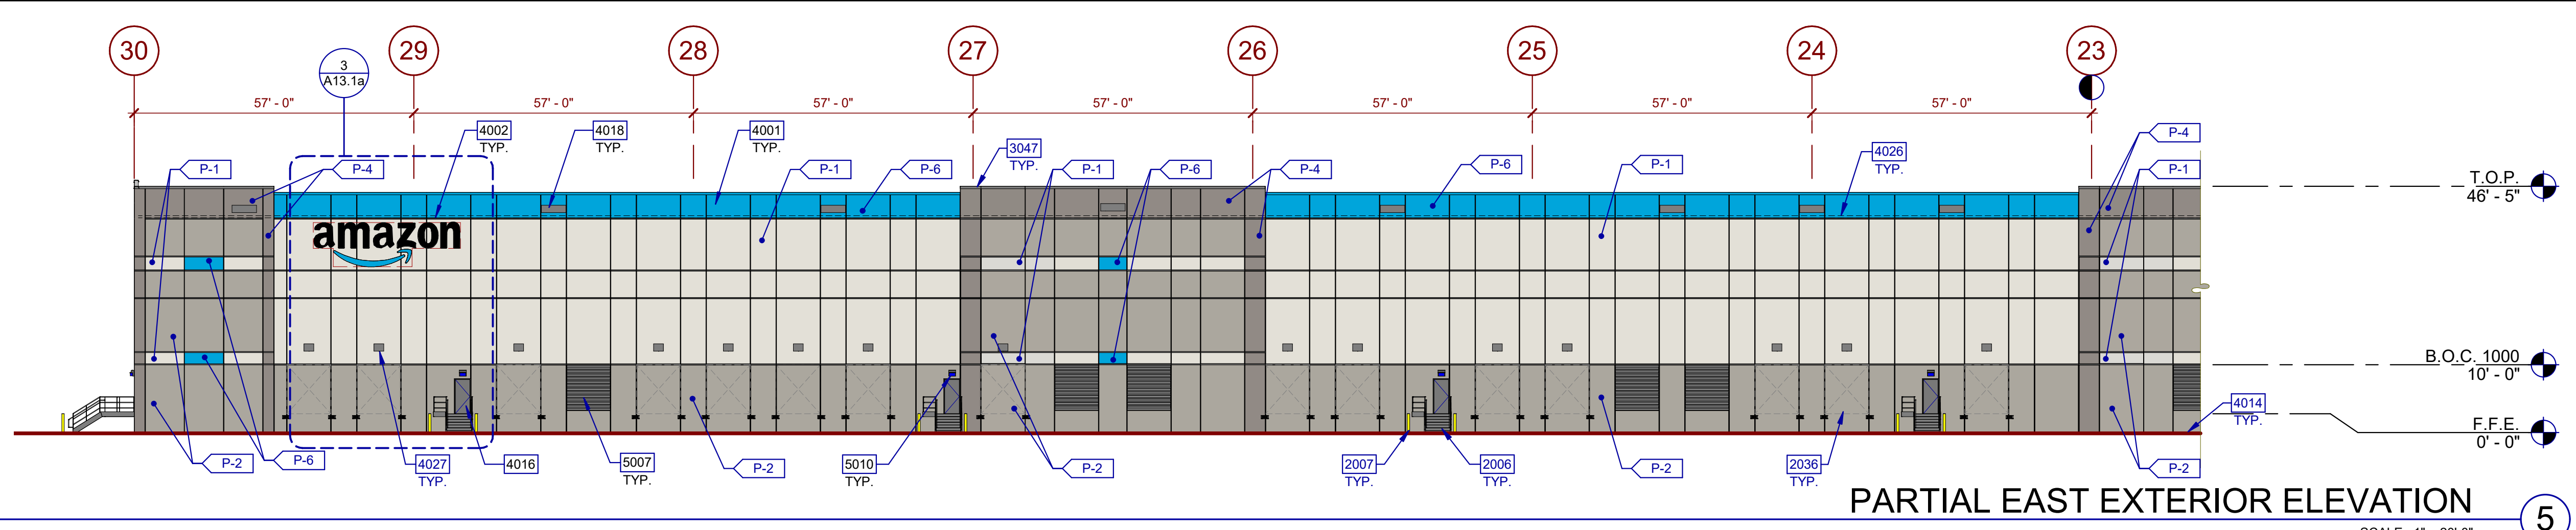 30
29
28
27
26
25
24
23
3
A13.1a
57' - 0"
57' - 0"
57' - 0"
57' - 0"
57' - 0"
57' - 0"
57' - 0"
4002
TYP.
4018
TYP.
4001
TYP.
3047
TYP.
4026
TYP.
P-4
P-1
P-4
P-1
P-6
P-1
P-6
P-4
P-6
P-1
P-1
T.O.P.
46' - 5"
amazon
B.O.C. 1000
10' - 0"
4014
TYP.
F.F.E.
0' - 0"
P-2
P-6
4027
TYP.
4016
5007
TYP.
P-2
5010
TYP.
P-2
2007
TYP.
2006
TYP.
P-2
2036
TYP.
P-2
PARTIAL EAST EXTERIOR ELEVATION
5